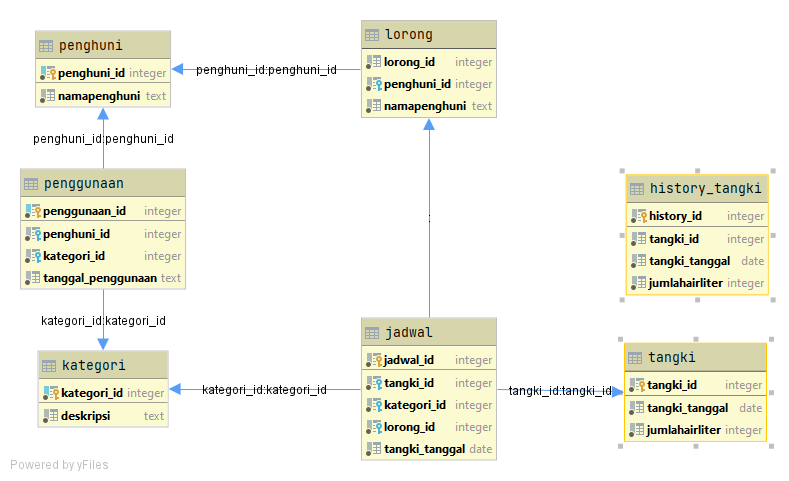 penghuni
penghuni_id integer
namapenghuni text
lorong
lorong_id integer
penghuni_id integer
namapenghuni text
penghuni_id:penghuni_id
penghuni_id:penghuni_id
penggunaan
penggunaan_id integer
penghuni_id integer
kategori_id integer
tanggal_penggunaan text
history_tangki
history_id integer
tangki_id integer
tangki_tanggal date
jumlahairliter integer
:
kategori_id:kategori_id
kategori
kategori_id integer
deskripsi text
kategori_id:kategori_id
jadwal
jadwal_id integer
tangki_id integer
kategori_id integer
lorong_id integer
tangki_tanggal date
tangki_id:tangki_id
tangki
tangki_id integer
tangki_tanggal date
jumlahairliter integer
Powered by yFiles